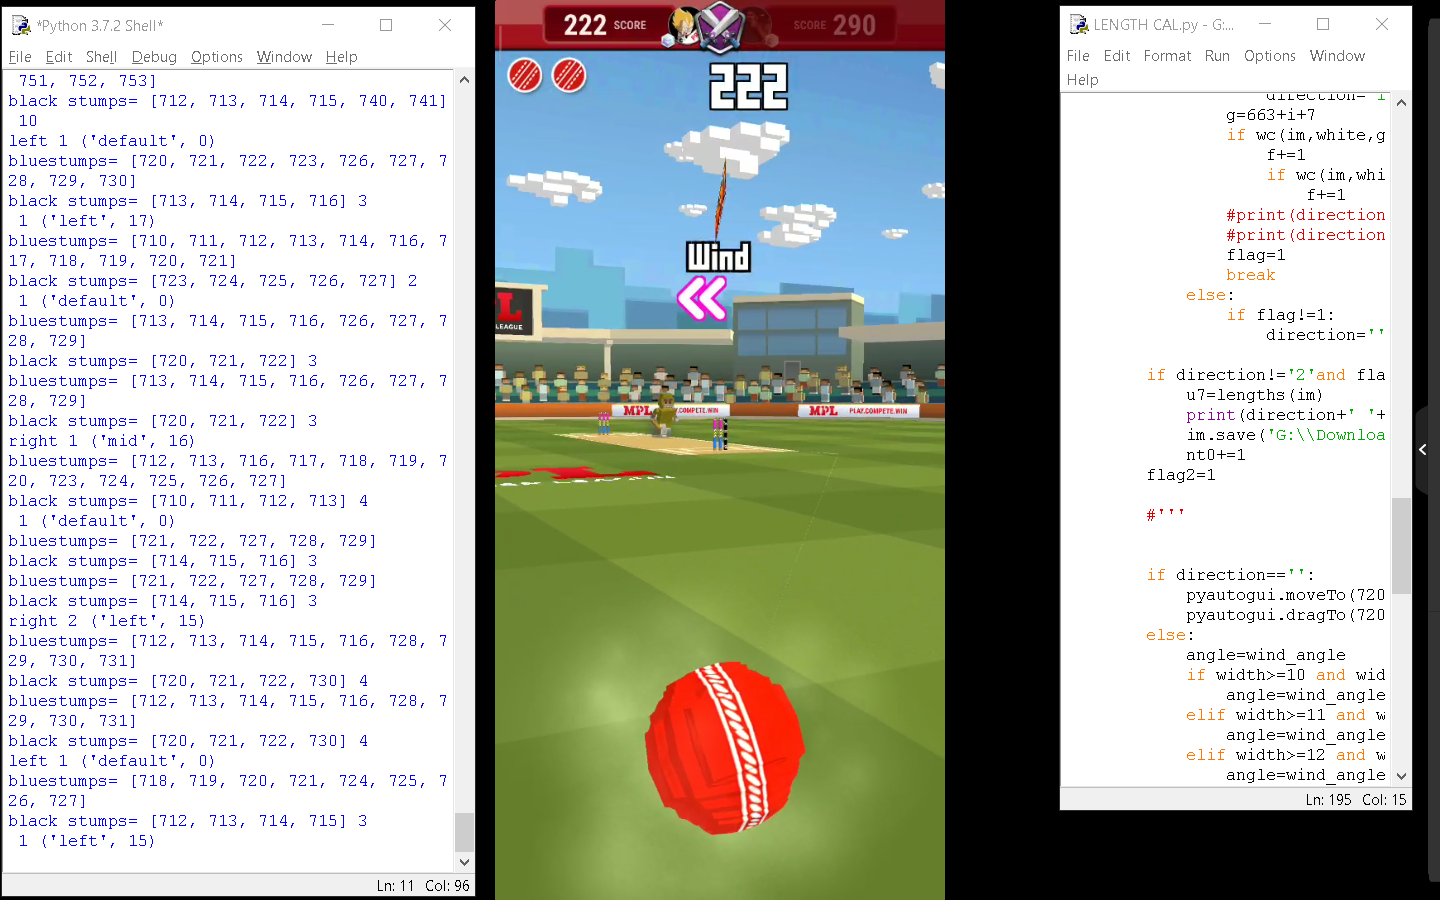 *Python 3.7.2 Shell*
File Edit Shell Debug Options Window Help
751, 752, 753]
black stumps= [712, 713, 714, 715, 740, 741]
10
left 1 ('default', 0)
bluestumps= [720, 721, 722, 723, 726, 727, 7
28, 729, 730]
black stumps= [713, 714, 715, 716] 3
1 ('left', 17)
bluestumps= [710, 711, 712, 713, 714, 716, 7
17, 718, 719, 720, 721]
black stumps= [723, 724, 725, 726, 727] 2
1 ('default', 0)
bluestumps= [713, 714, 715, 716, 726, 727, 7
28, 729]
black stumps= [720, 721, 722] 3
bluestumps= [713, 714, 715, 716, 726, 727, 7
28, 729]
black stumps= [720, 721, 722] 3
right 1 ('mid', 16)
bluestumps= [712, 713, 716, 717, 718, 719, 7
20, 723, 724, 725, 726, 727]
black stumps= [710, 711, 712, 713] 4
1 ('default', 0)
bluestumps= [721, 722, 727, 728, 729]
black stumps= [714, 715, 716] 3
bluestumps= [721, 722, 727, 728, 729]
black stumps= [714, 715, 716] 3
right 2 ('left', 15)
bluestumps= [712, 713, 714, 715, 716, 728, 7
29, 730, 731]
black stumps= [720, 721, 722, 730] 4
bluestumps= [712, 713, 714, 715, 716, 728, 7
29, 730, 731]
black stumps= [720, 721, 722, 730] 4
left 1 ('default', 0)
bluestumps= [718, 719, 720, 721, 724, 725, 7
26, 727]
black stumps= [712, 713, 714, 715] 3
1 ('left', 15)
Ln: 11 Col: 96
222 SCORE SCORE 290
222
Wind
LEAGUE
MPL PLAY.COMPETE.WIN
MPL PLAY.COMPETE.WIN
LENGTH CAL.py - G:...
File Edit Format Run Options Window
Help
direction='1
g=663+i+7
if wc(im,white,g
f+=1
if wc(im,whi
f+=1
#print(direction
#print(direction
flag=1
break
else:
if flag!=1:
direction=''
if direction!='2'and fla
u7=lengths(im)
print(direction+' '+
im.save('G:\\Downloa
nt0+=1
flag2=1
#'''
if direction=='':
pyautogui.moveTo(720
pyautogui.dragTo(720
else:
angle=wind_angle
if width>=10 and wid
angle=wind_angle
elif width>=11 and w
angle=wind_angle
elif width>=12 and w
angle=wind_angle
Ln: 195 Col: 15